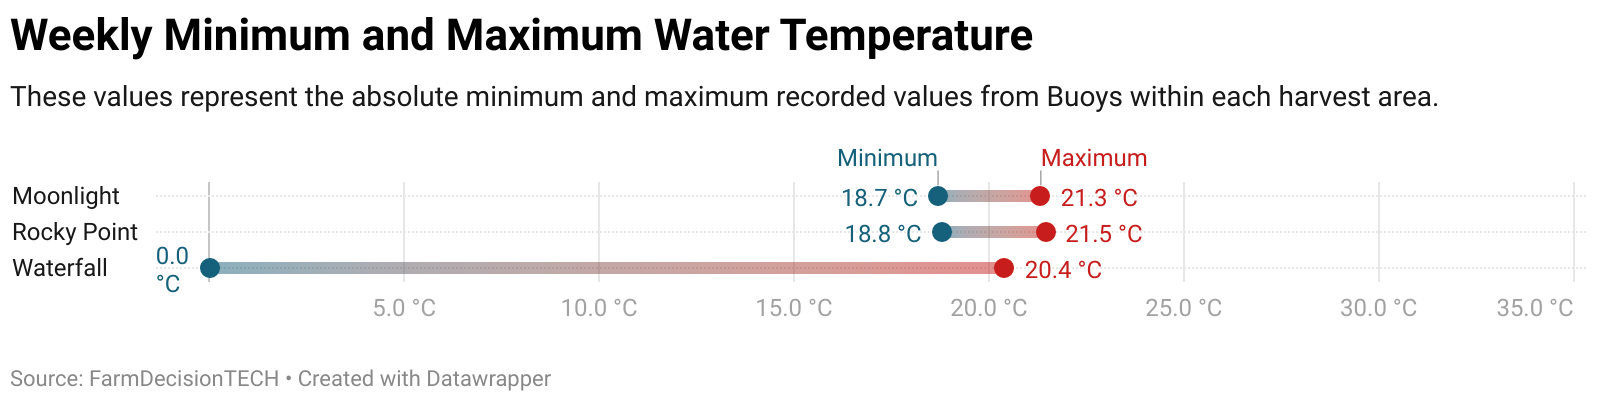 Weekly Minimum and Maximum Water Temperature
These values represent the absolute minimum and maximum recorded values from Buoys within each harvest area.
Minimum Maximum
Moonlight 18.7 °C 21.3 °C
Rocky Point 18.8 °C 21.5 °C
Waterfall 0.0 °C 20.4 °C
5.0 °C 10.0 °C 15.0 °C 20.0 °C 25.0 °C 30.0 °C 35.0 °C
Source: FarmDecisionTECH • Created with Datawrapper